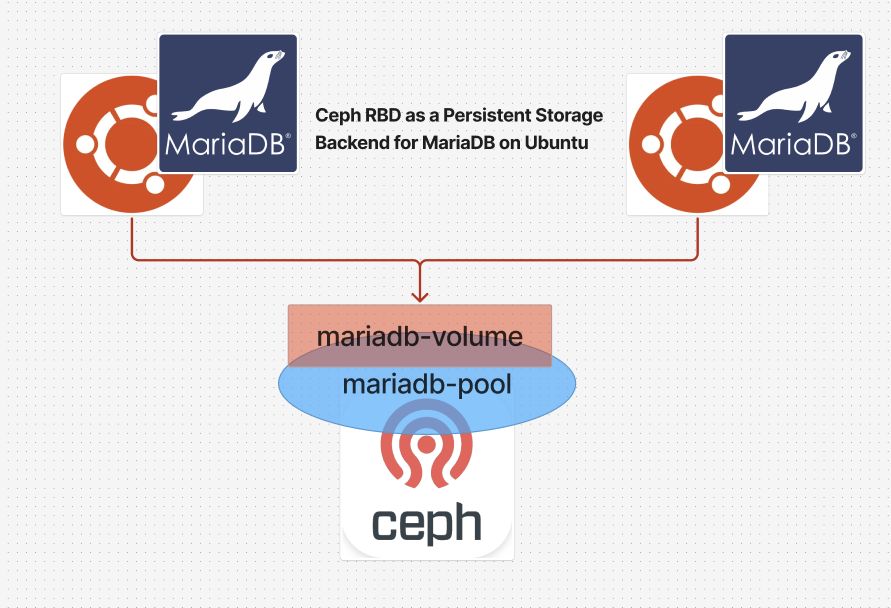 MariaDB®
Ceph RBD as a Persistent Storage
Backend for MariaDB on Ubuntu
MariaDB®
mariadb-volume
mariadb-pool
ceph